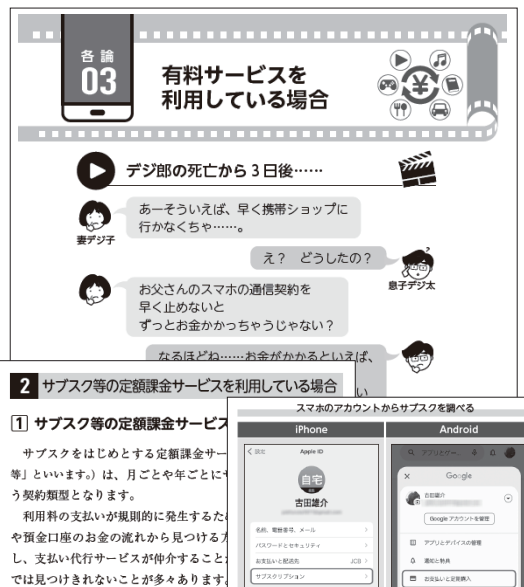 各論
03
有料サービスを
利用している場合
デジ郎の死亡から3日後……
あーそういえば、早く携帯ショップに
行かなくちゃ……。
妻デジ子
え？　どうしたの？
息子デジ太
お父さんのスマホの通信契約を
早く止めないと
ずっとお金かかっちゃうじゃない？
なるほどね……お金がかかるといえば、
い
2 サブスク等の定額課金サービスを利用している場合
1 サブスク等の定額課金サービス
サブスクをはじめとする定額課金サー
等」といいます。）は、月ごとや年ごとにサ
う契約類型となります。
利用料の支払いが規則的に発生するため
や預金口座のお金の流れから見つける方
し、支払い代行サービスが仲介することが
では見つけきれないことが多々あります。
スマホのアカウントからサブスクを調べる
iPhone
Android
Apple ID
自宅
古田雄介
名前、電話番号、メール
パスワードとセキュリティ
お支払いと配送先
JCB
サブスクリプション
アプリとゲー...
Google
古田雄介
Google アカウントを管理
アプリとデバイスの管理
通知と特典
お支払いと定期購入